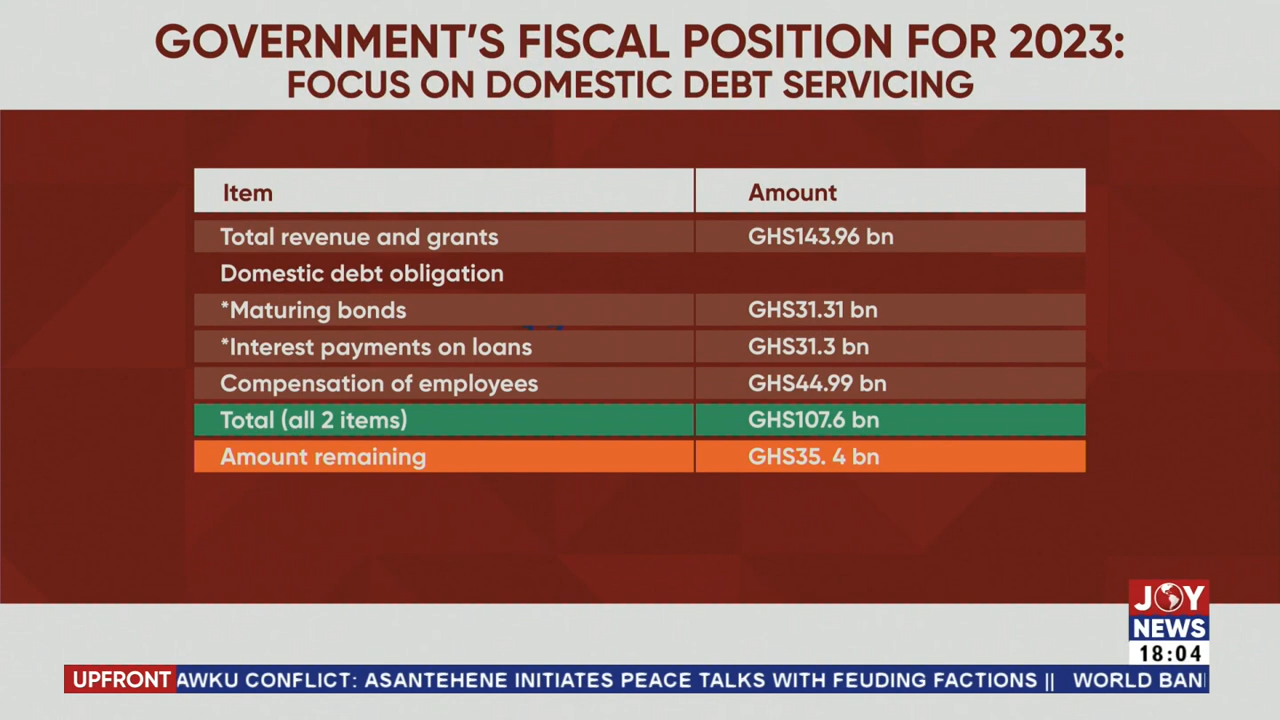 GOVERNMENT'S FISCAL POSITION FOR 2023:
FOCUS ON DOMESTIC DEBT SERVICING
Item Amount
Total revenue and grants GHS143.96 bn
Domestic debt obligation
*Maturing bonds GHS31.31 bn
*Interest payments on loans GHS31.3 bn
Compensation of employees GHS44.99 bn
Total (all 2 items) GHS107.6 bn
Amount remaining GHS35. 4 bn
JOY
NEWS
18:04
UPFRONT AWKU CONFLICT: ASANTEHENE INITIATES PEACE TALKS WITH FEUDING FACTIONS || WORLD BAN